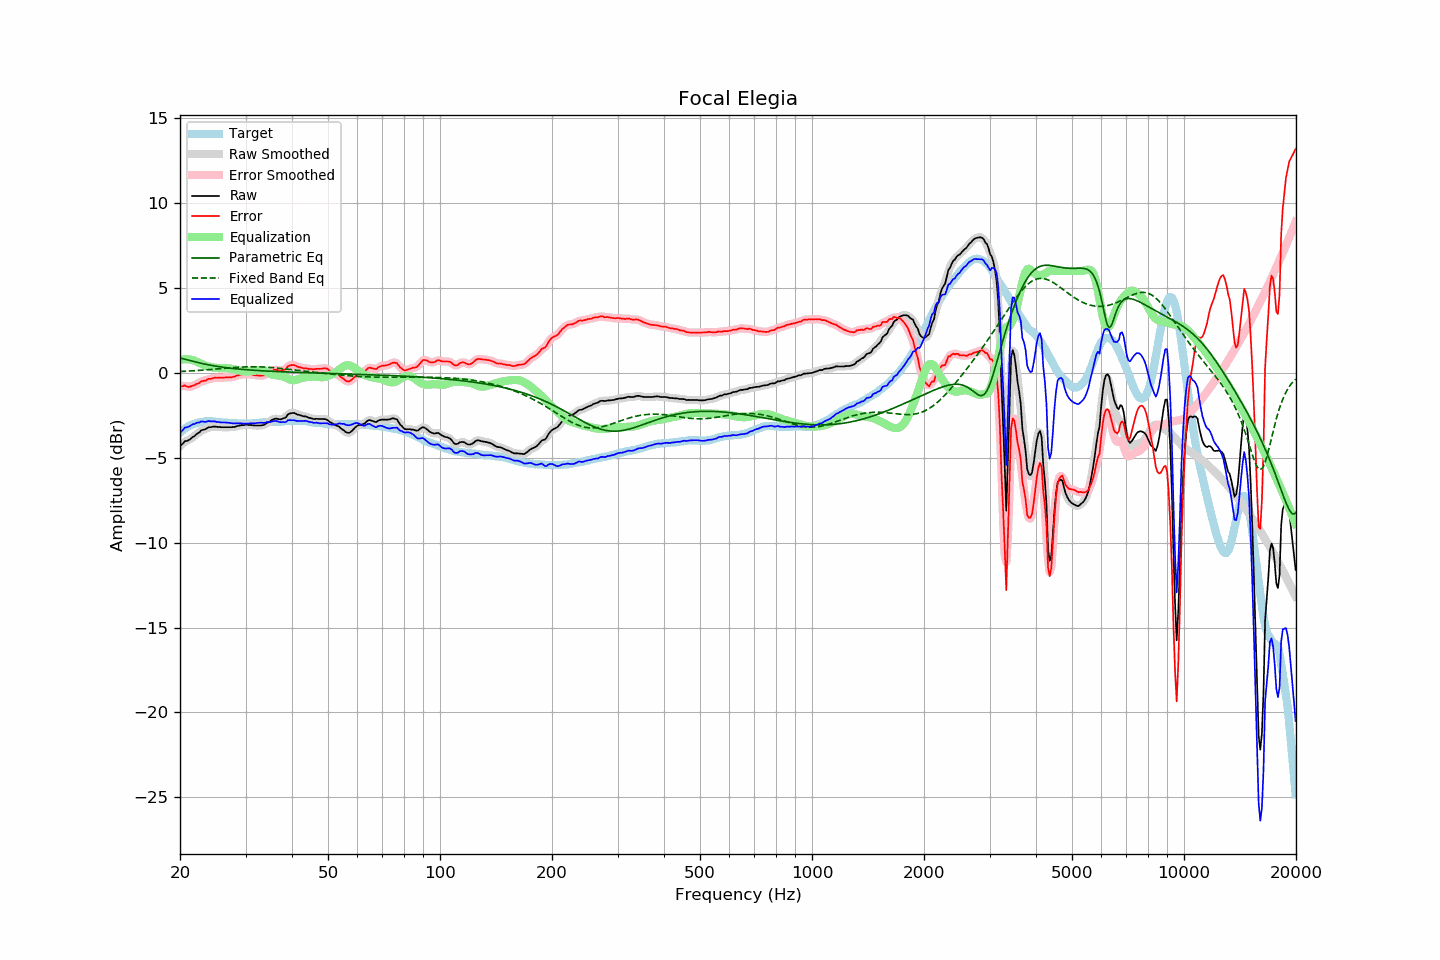 Focal Elegia
15
10
5
0
−5
−10
−15
−20
−25
Amplitude (dBr)
Target
Raw Smoothed
Error Smoothed
Raw
Error
Equalization
Parametric Eq
Fixed Band Eq
Equalized
20 50 100 200 500 1000 2000 5000 10000 20000
Frequency (Hz)